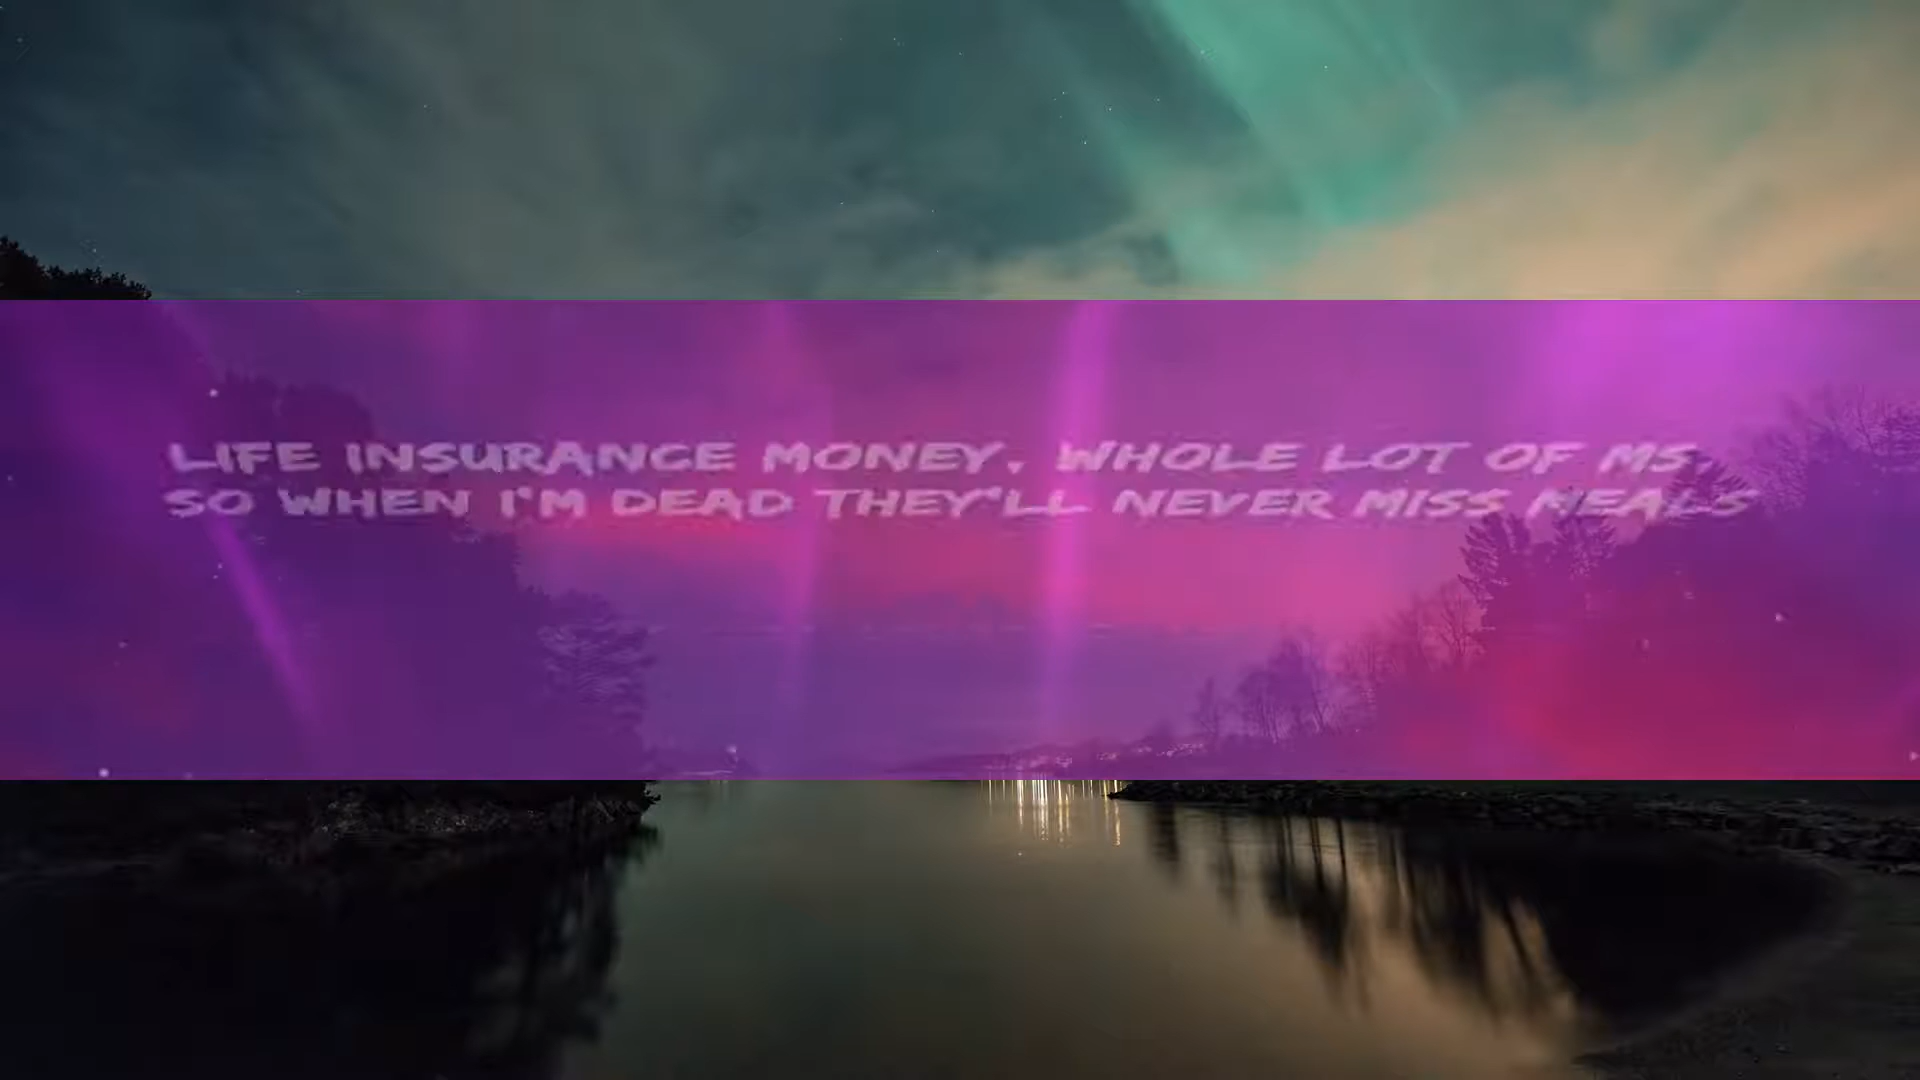 LIFE INSURANCE MONEY, WHOLE LOT OF MS,
SO WHEN I'M DEAD THEY'LL NEVER MISS MEALS